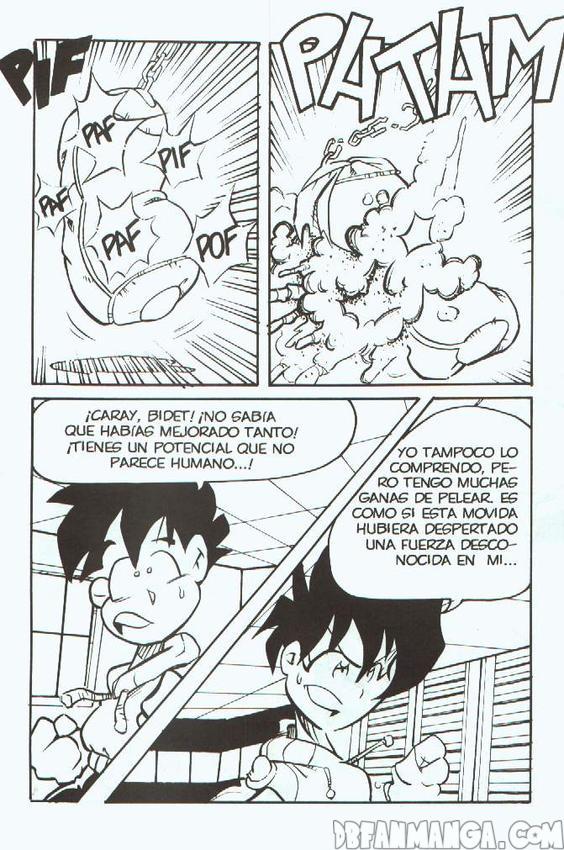 PIF
PAF
PIF
PAF
PAF
POF
PATAM
¡CARAY, BIDET! ¡NO SABIA
QUE HABÍAS MEJORADO TANTO!
¡TIENES UN POTENCIAL QUE NO
PARECE HUMANO...!
YO TAMPOCO LO
COMPRENDO, PE-
RO TENGO MUCHAS
GANAS DE PELEAR. ES
COMO SI ESTA MOVIDA
HUBIERA DESPERTADO
UNA FUERZA DESCO-
NOCIDA EN MI...
DBFANMANGA.COM